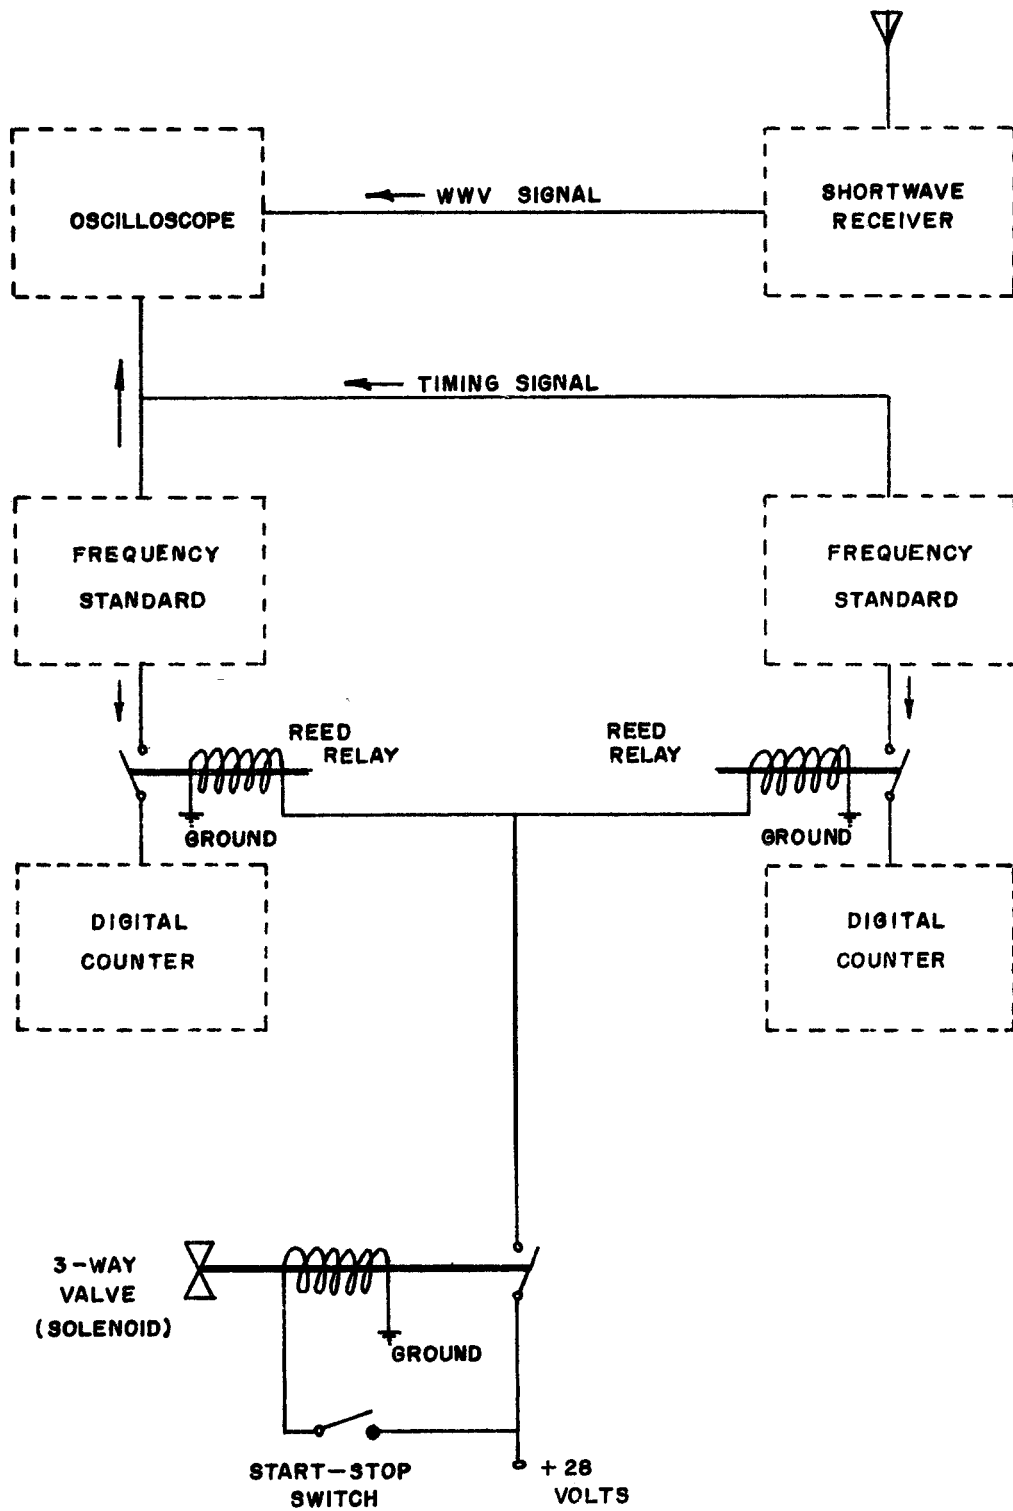 OSCILLOSCOPE
WWV SIGNAL
SHORTWAVE
RECEIVER
TIMING SIGNAL
FREQUENCY
STANDARD
FREQUENCY
STANDARD
REED
RELAY
REED
RELAY
GROUND
GROUND
DIGITAL
COUNTER
DIGITAL
COUNTER
3-WAY
VALVE
(SOLENOID)
GROUND
START-STOP
SWITCH
+28
VOLTS